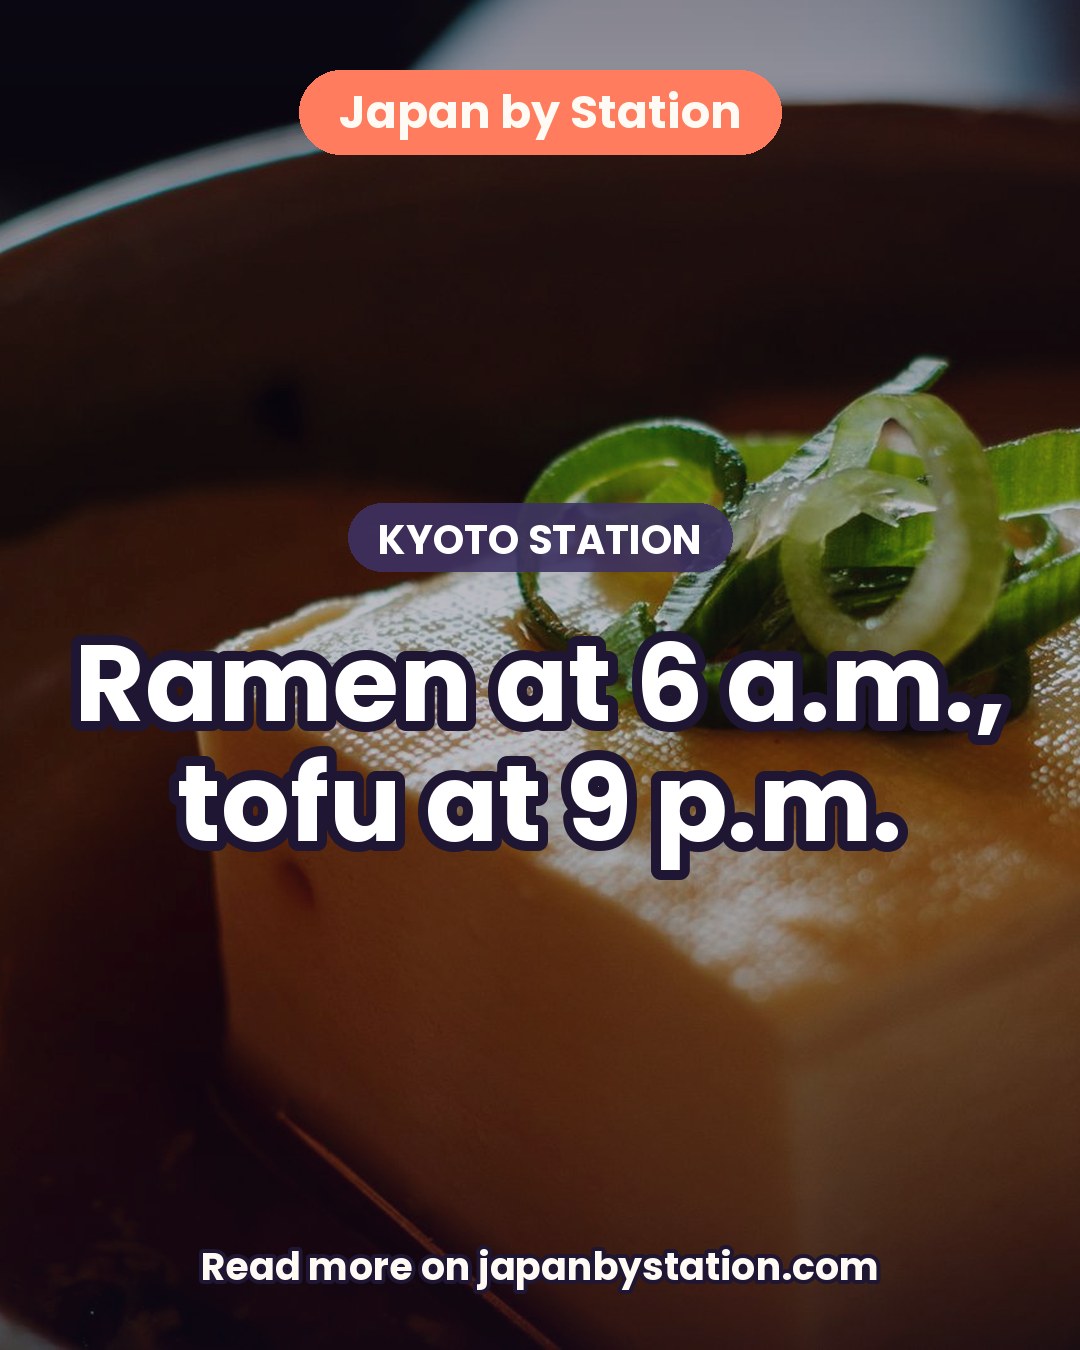 Japan by Station
KYOTO STATION
Ramen at 6 a.m.,
tofu at 9 p.m.
Read more on japanbystation.com